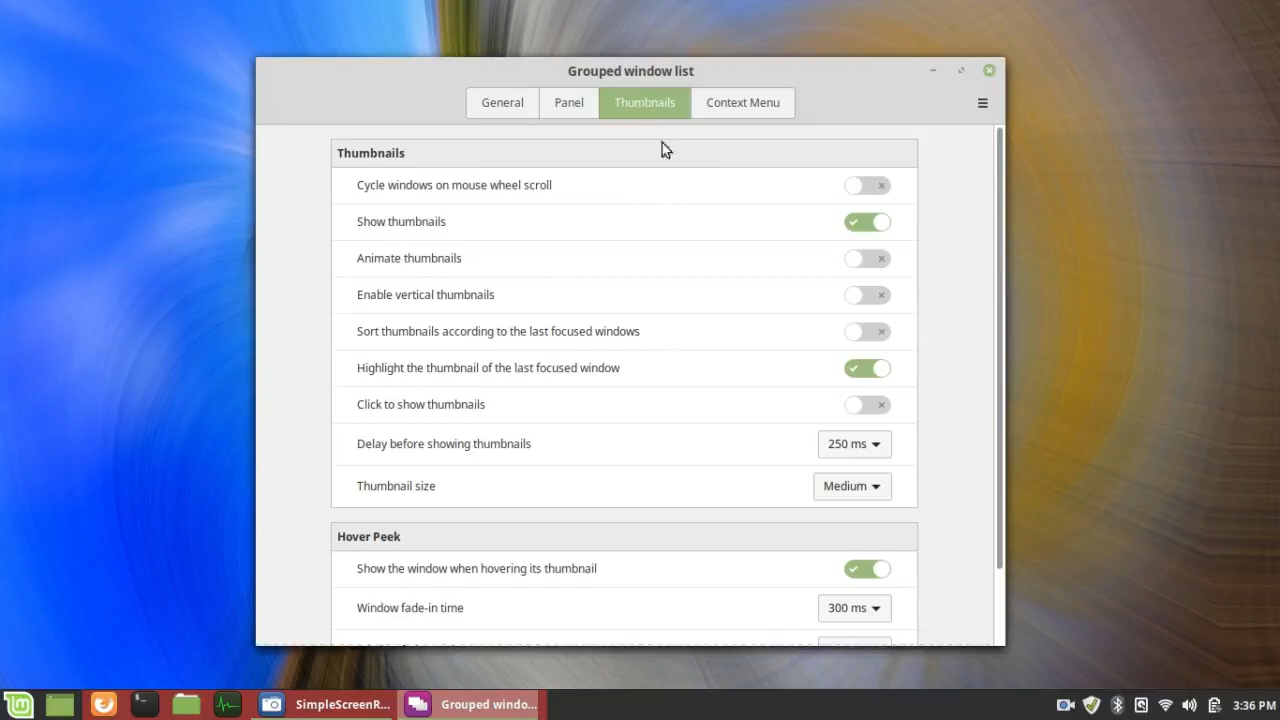 Grouped window list
General
Panel
Thumbnails
Context Menu
Thumbnails
Cycle windows on mouse wheel scroll
Show thumbnails
Animate thumbnails
Enable vertical thumbnails
Sort thumbnails according to the last focused windows
Highlight the thumbnail of the last focused window
Click to show thumbnails
Delay before showing thumbnails
250 ms
Thumbnail size
Medium
Hover Peek
Show the window when hovering its thumbnail
Window fade-in time
300 ms
SimpleScreenR...
Grouped windo...
3:36 PM